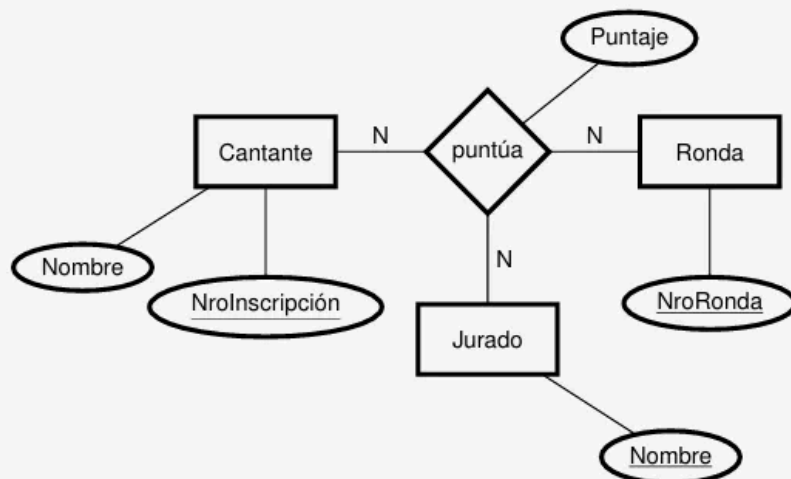 Puntaje
Cantante
N
puntúa
N
Ronda
Nombre
NroInscripción
N
NroRonda
Jurado
Nombre